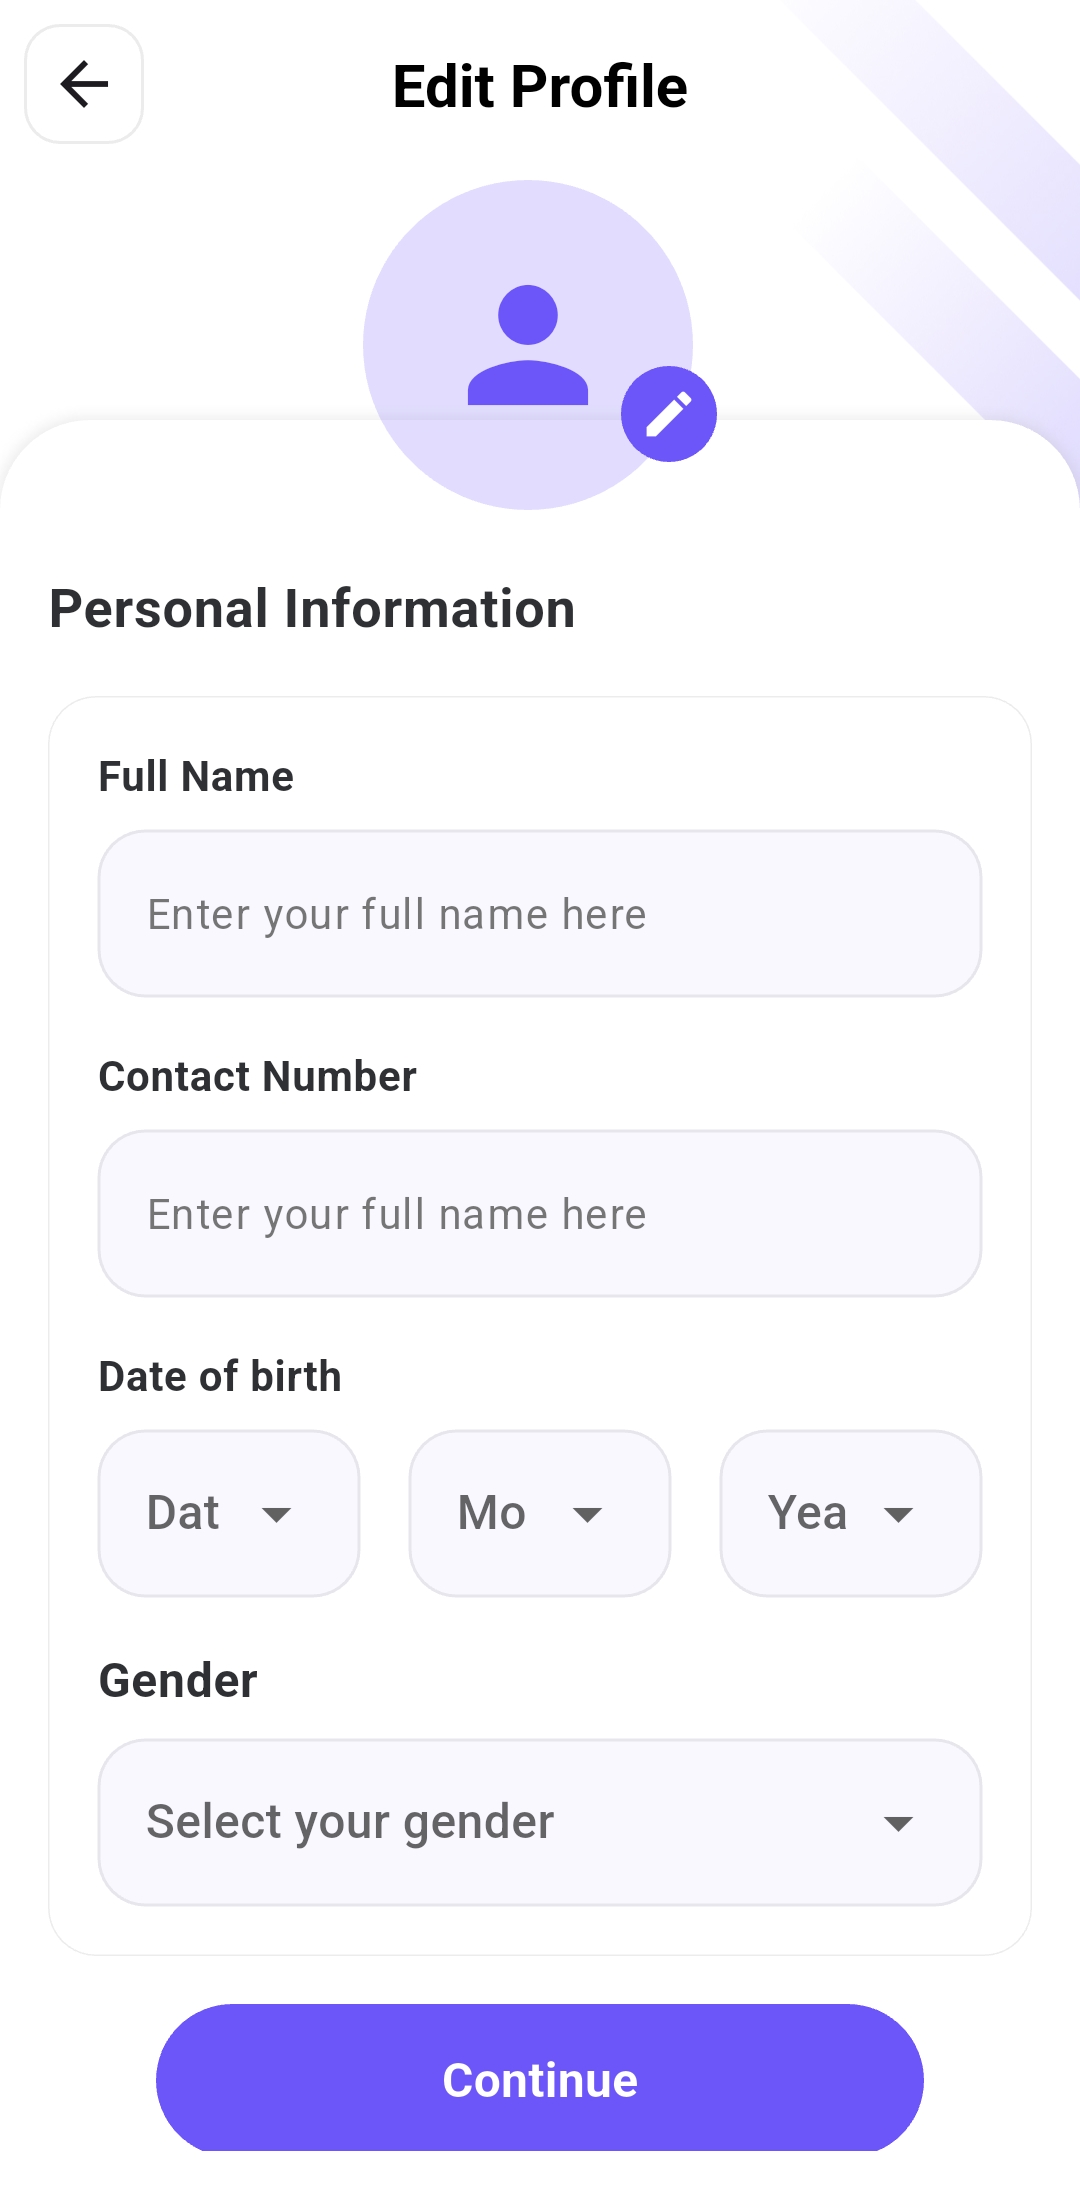 Edit Profile
Personal Information
Full Name
Enter your full name here
Contact Number
Enter your full name here
Date of birth
Dat Mo Yea
Gender
Select your gender
Continue